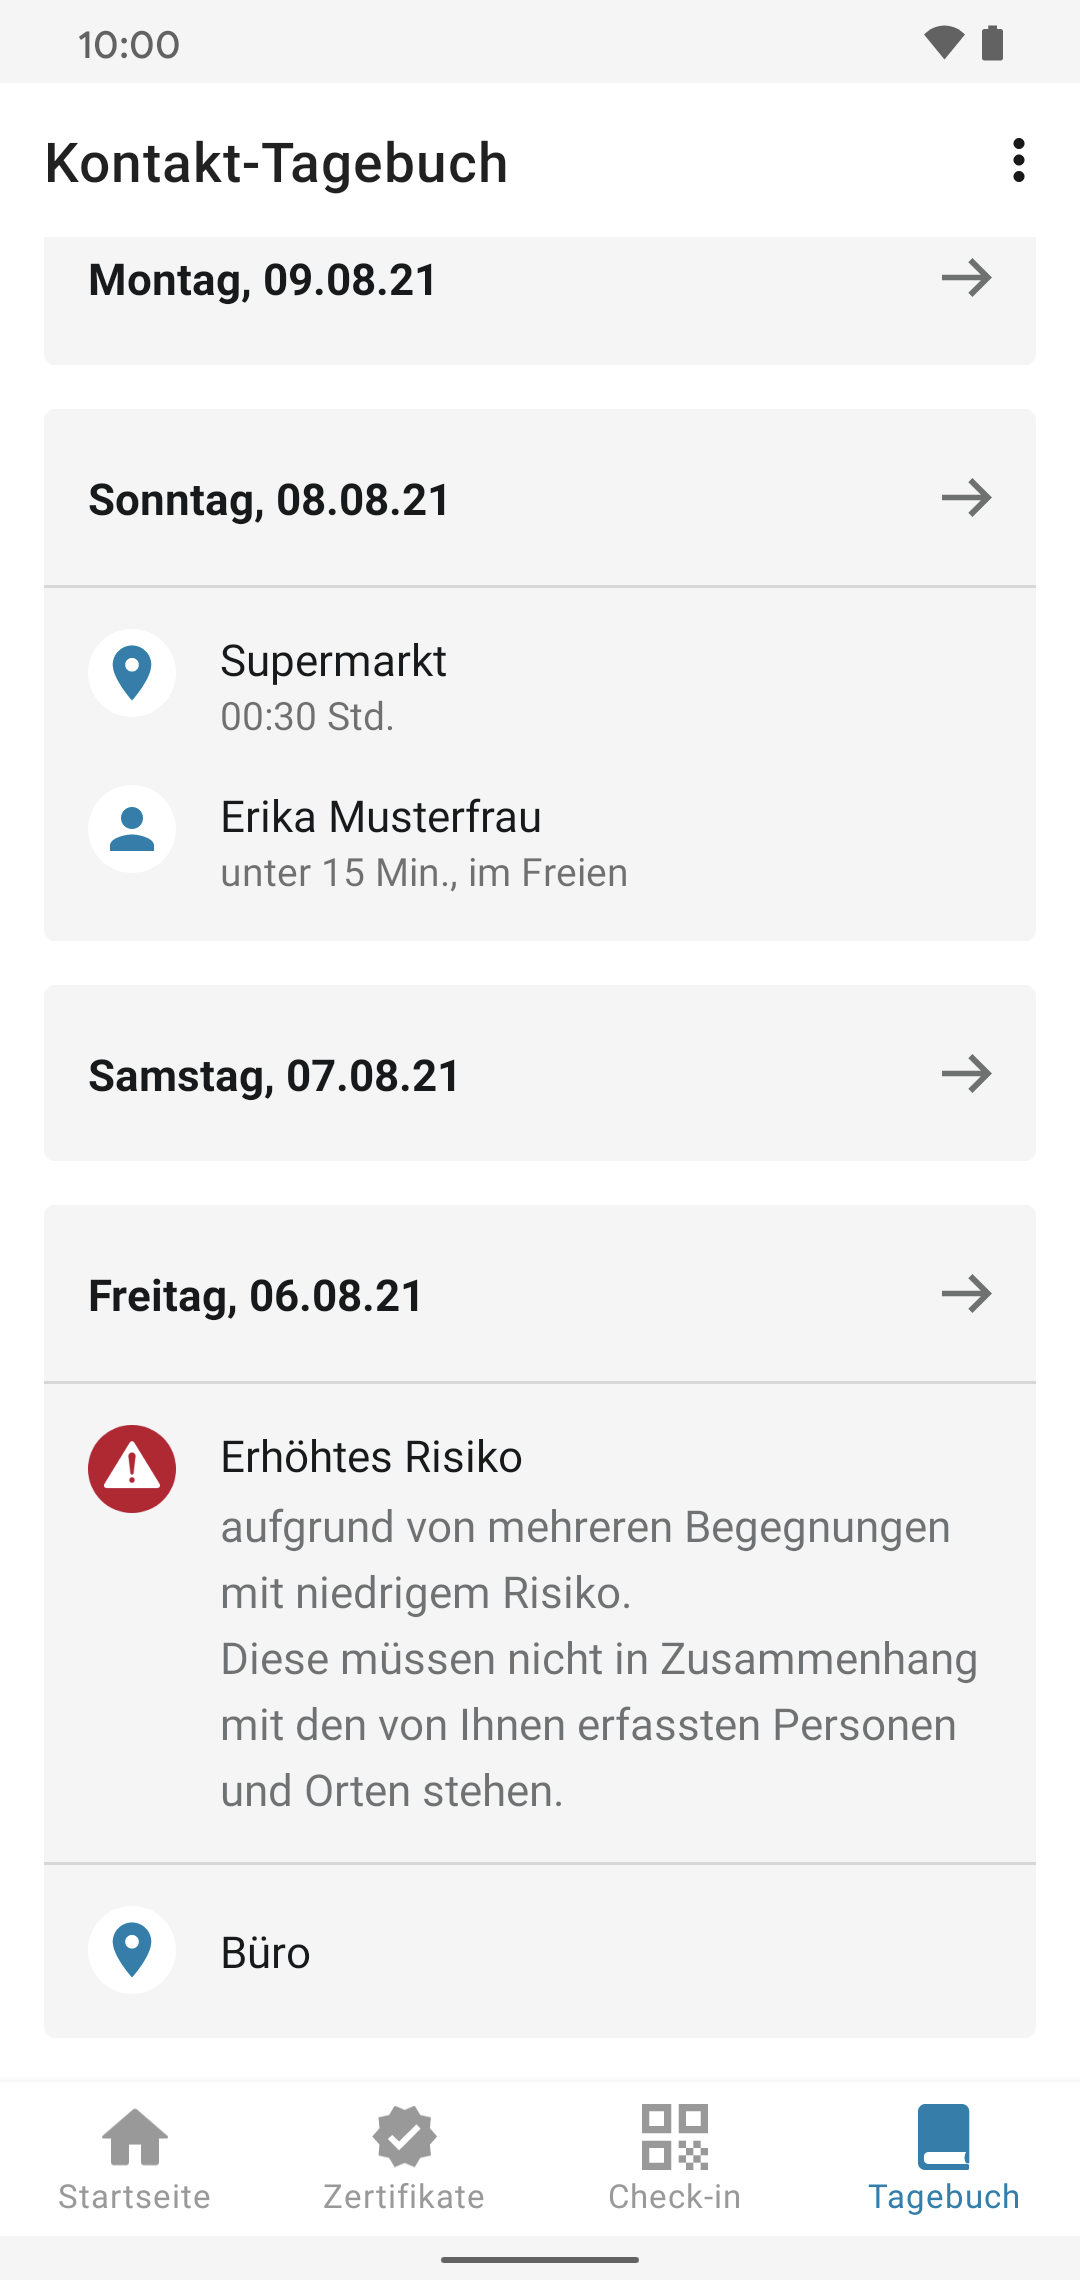 10:00
Kontakt-Tagebuch
Montag, 09.08.21
Sonntag, 08.08.21
Supermarkt
00:30 Std.
Erika Musterfrau
unter 15 Min., im Freien
Samstag, 07.08.21
Freitag, 06.08.21
Erhöhtes Risiko
aufgrund von mehreren Begegnungen
mit niedrigem Risiko.
Diese müssen nicht in Zusammenhang
mit den von Ihnen erfassten Personen
und Orten stehen.
Büro
Startseite
Zertifikate
Check-in
Tagebuch